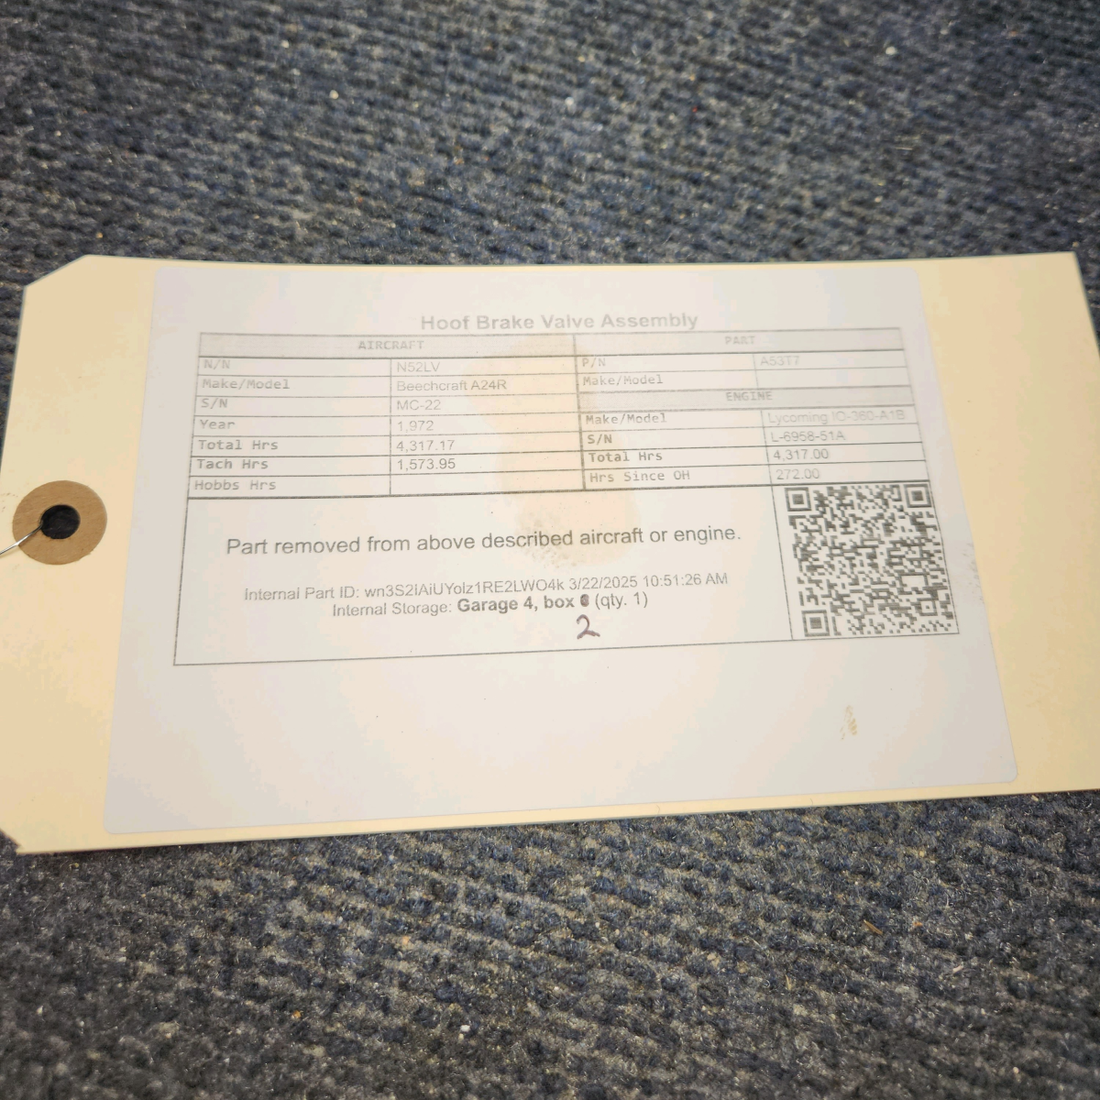 Hoof Brake Valve Assembly
AIRCRAFT PART
N/N N52LV P/N A53T7
Make/Model Beechcraft A24R Make/Model
S/N MC-22 ENGINE
Year 1,972 Make/Model Lycoming IO-360-A1B
Total Hrs 4,317.17 S/N L-6958-51A
Tach Hrs 1,573.95 Total Hrs 4,317.00
Hobbs Hrs Hrs Since OH 272.00
Part removed from above described aircraft or engine.
Internal Part ID: 3/22/2025 10:51:26 AM
Internal Storage: Garage 4, box (qty. 1)
2